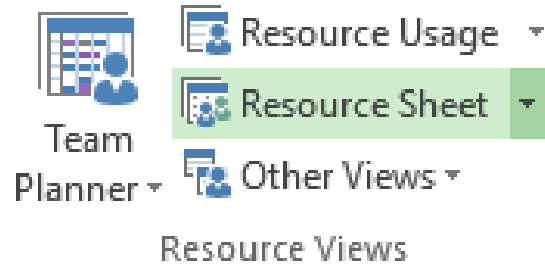 Team
Planner
Resource Usage
Resource Sheet
Other Views
Resource Views